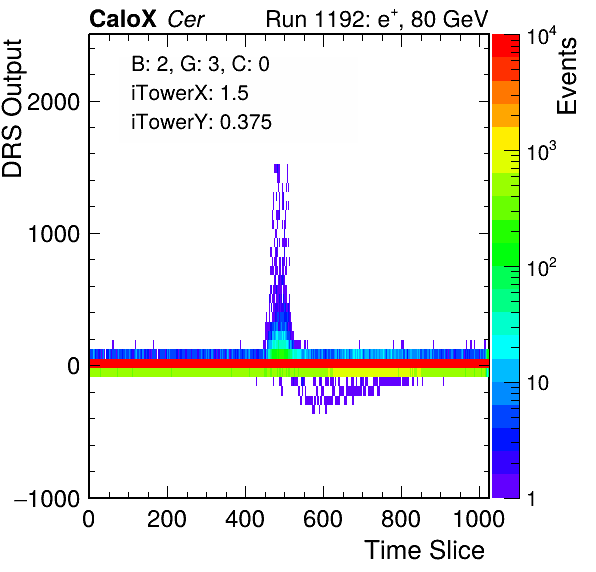 CaloX Cer
Run 1192: e⁺, 80 GeV
B: 2, G: 3, C: 0
iTowerX: 1.5
iTowerY: 0.375
DRS Output
2000
1000
0
−1000
0
200
400
600
800
1000
Time Slice
Events
10⁴
10³
10²
10
1